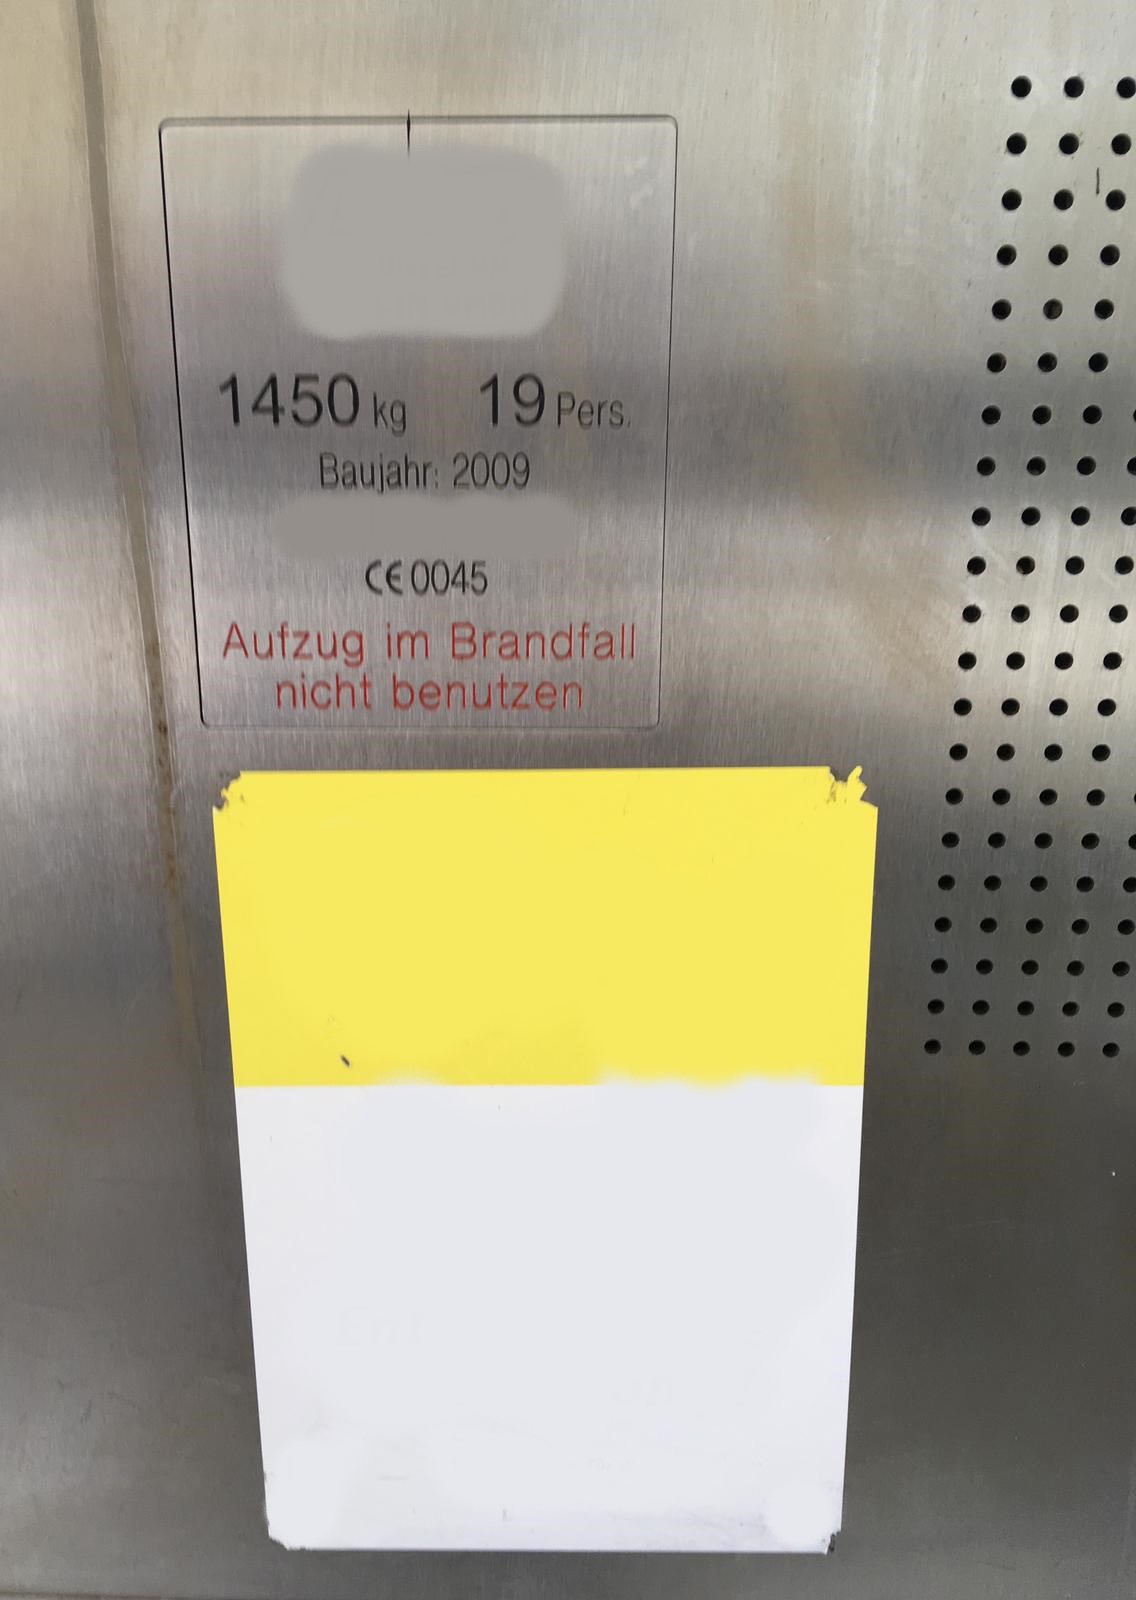 1450 kg 19 Pers.
Baujahr: 2009
CE 0045
Aufzug im Brandfall
nicht benutzen